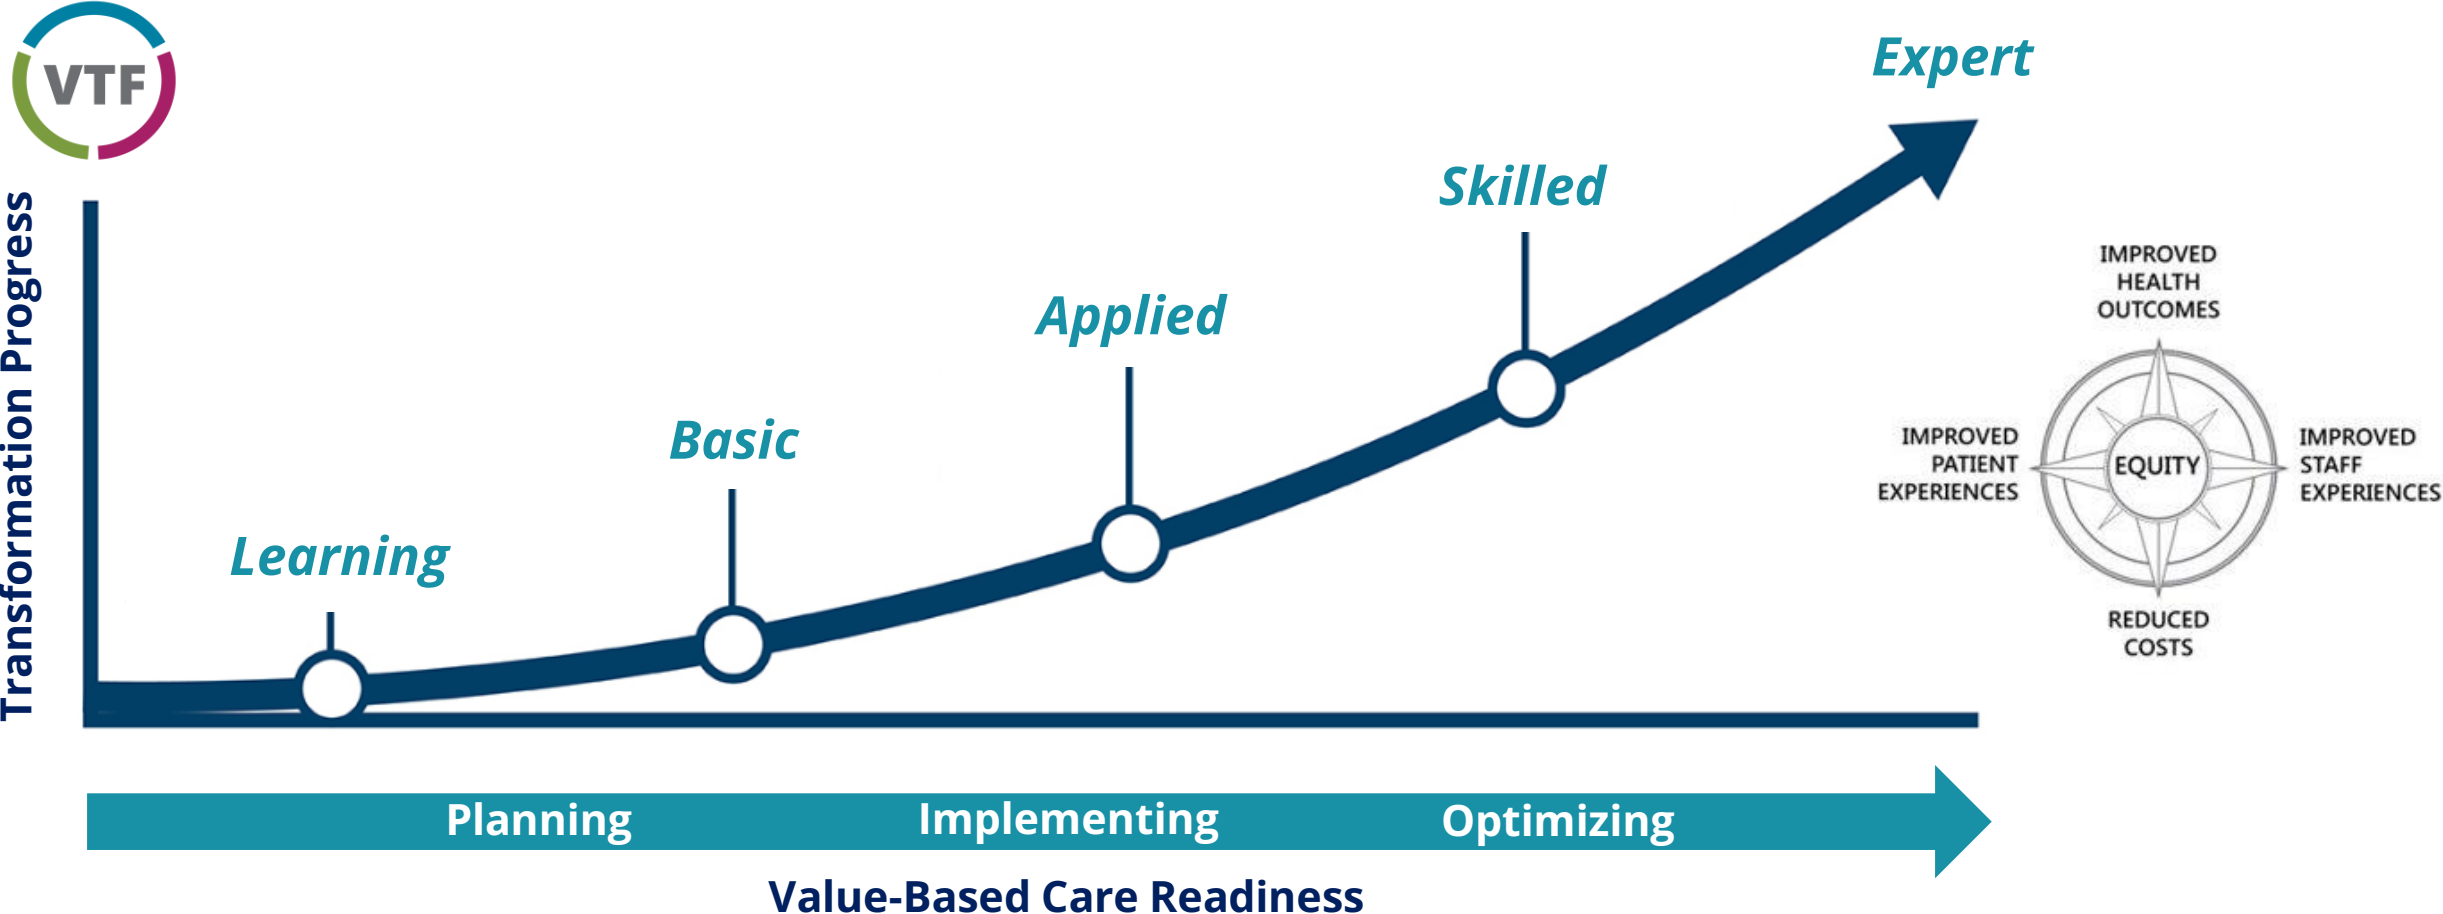 VTF
Transformation Progress
Learning
Basic
Applied
Skilled
Expert
IMPROVED
HEALTH
OUTCOMES
IMPROVED
PATIENT
EXPERIENCES
EQUITY
IMPROVED
STAFF
EXPERIENCES
REDUCED
COSTS
Planning
Implementing
Optimizing
Value-Based Care Readiness